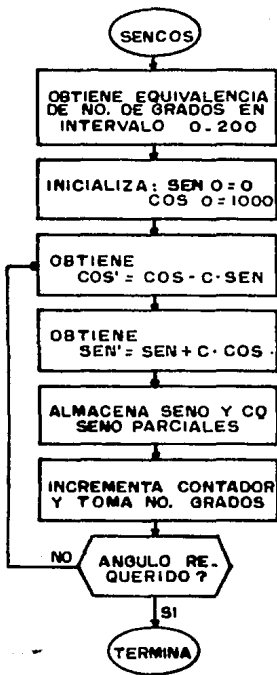 SENCOS
OBTIENE EQUIVALENCIA
DE NO. DE GRADOS EN
INTERVALO 0-200
INICIALIZA: SEN 0=0
COS 0=1000
OBTIENE
COS'= COS - C · SEN
OBTIENE
SEN'= SEN + C · COS ·
ALMACENA SENO Y CO
SENO PARCIALES
INCREMENTA CONTADOR
Y TOMA NO. GRADOS
NO
ANGULO RE-
QUERIDO?
SI
TERMINA